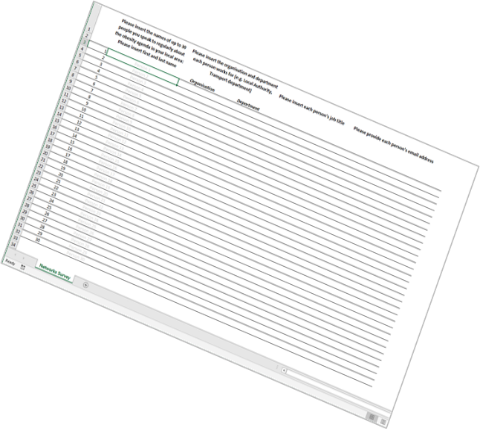 Please insert the names of up to 30
people you speak to regularly about
the obesity agenda in your local area:
Please insert first and last name
Please insert the organisation and department
each person works for (e.g. Local Authority,
Transport department)
Organisation
Department
Please insert each person's job title
Please provide each person's email address
1
2
3
4
5
6
7
8
9
10
11
12
13
14
15
16
17
18
19
20
21
22
23
24
25
26
27
28
29
30
Ready
Networks Survey